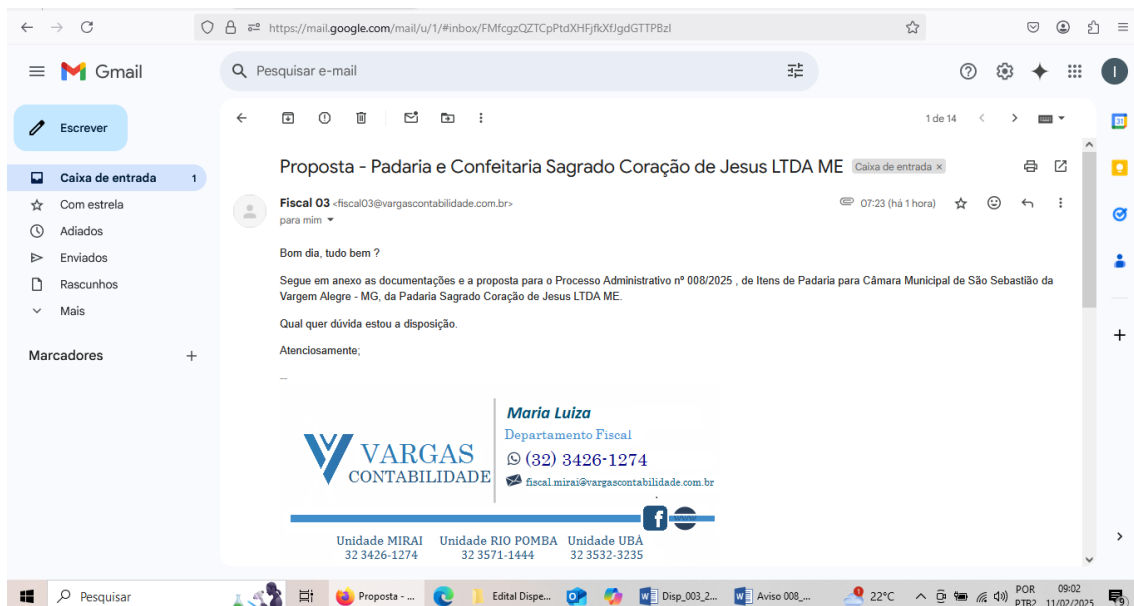 https://mail.google.com/mail/u/1/#inbox/FMfcgzQZTCpPtdXHFjfkXfJgdGTTPBzl
Gmail
Pesquisar e-mail
I
Escrever
1 de 14
31
Proposta - Padaria e Confeitaria Sagrado Coração de Jesus LTDA ME
Caixa de entrada ×
Caixa de entrada 1
Com estrela
Adiados
Enviados
Rascunhos
Mais
Marcadores
Fiscal 03 <fiscal03@vargascontabilidade.com.br>
07:23 (há 1 hora)
para mim
Bom dia, tudo bem ?
Segue em anexo as documentações e a proposta para o Processo Administrativo nº 008/2025 , de Itens de Padaria para Câmara Municipal de São Sebastião da
Vargem Alegre - MG, da Padaria Sagrado Coração de Jesus LTDA ME.
Qual quer dúvida estou a disposição.
Atenciosamente;
--
VARGAS
CONTABILIDADE
Maria Luiza
Departamento Fiscal
(32) 3426-1274
fiscal.mirai@vargascontabilidade.com.br
f www
Unidade MIRAI Unidade RIO POMBA Unidade UBÁ
32 3426-1274 32 3571-1444 32 3532-3235
Pesquisar
Proposta - ...
Edital Dispe...
Disp_003_2...
Aviso 008_...
22°C
POR
PTB2
09:02
11/02/2025
9